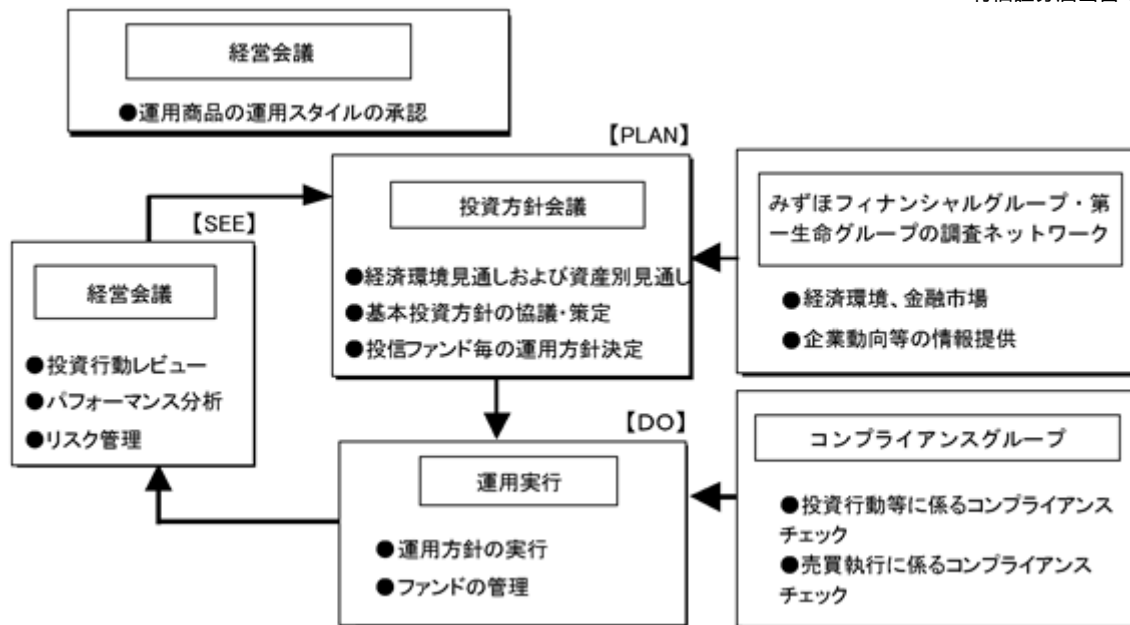 経営会議
●運用商品の運用スタイルの承認
【PLAN】
投資方針会議
●経済環境見通しおよび資産別見通し
●基本投資方針の協議・策定
●投信ファンド毎の運用方針決定
みずほフィナンシャルグループ・第
一生命グループの調査ネットワーク
●経済環境、金融市場
●企業動向等の情報提供
【SEE】
経営会議
●投資行動レビュー
●パフォーマンス分析
●リスク管理
【DO】
運用実行
●運用方針の実行
●ファンドの管理
コンプライアンスグループ
●投資行動等に係るコンプライアンス
チェック
●売買執行に係るコンプライアンス
チェック